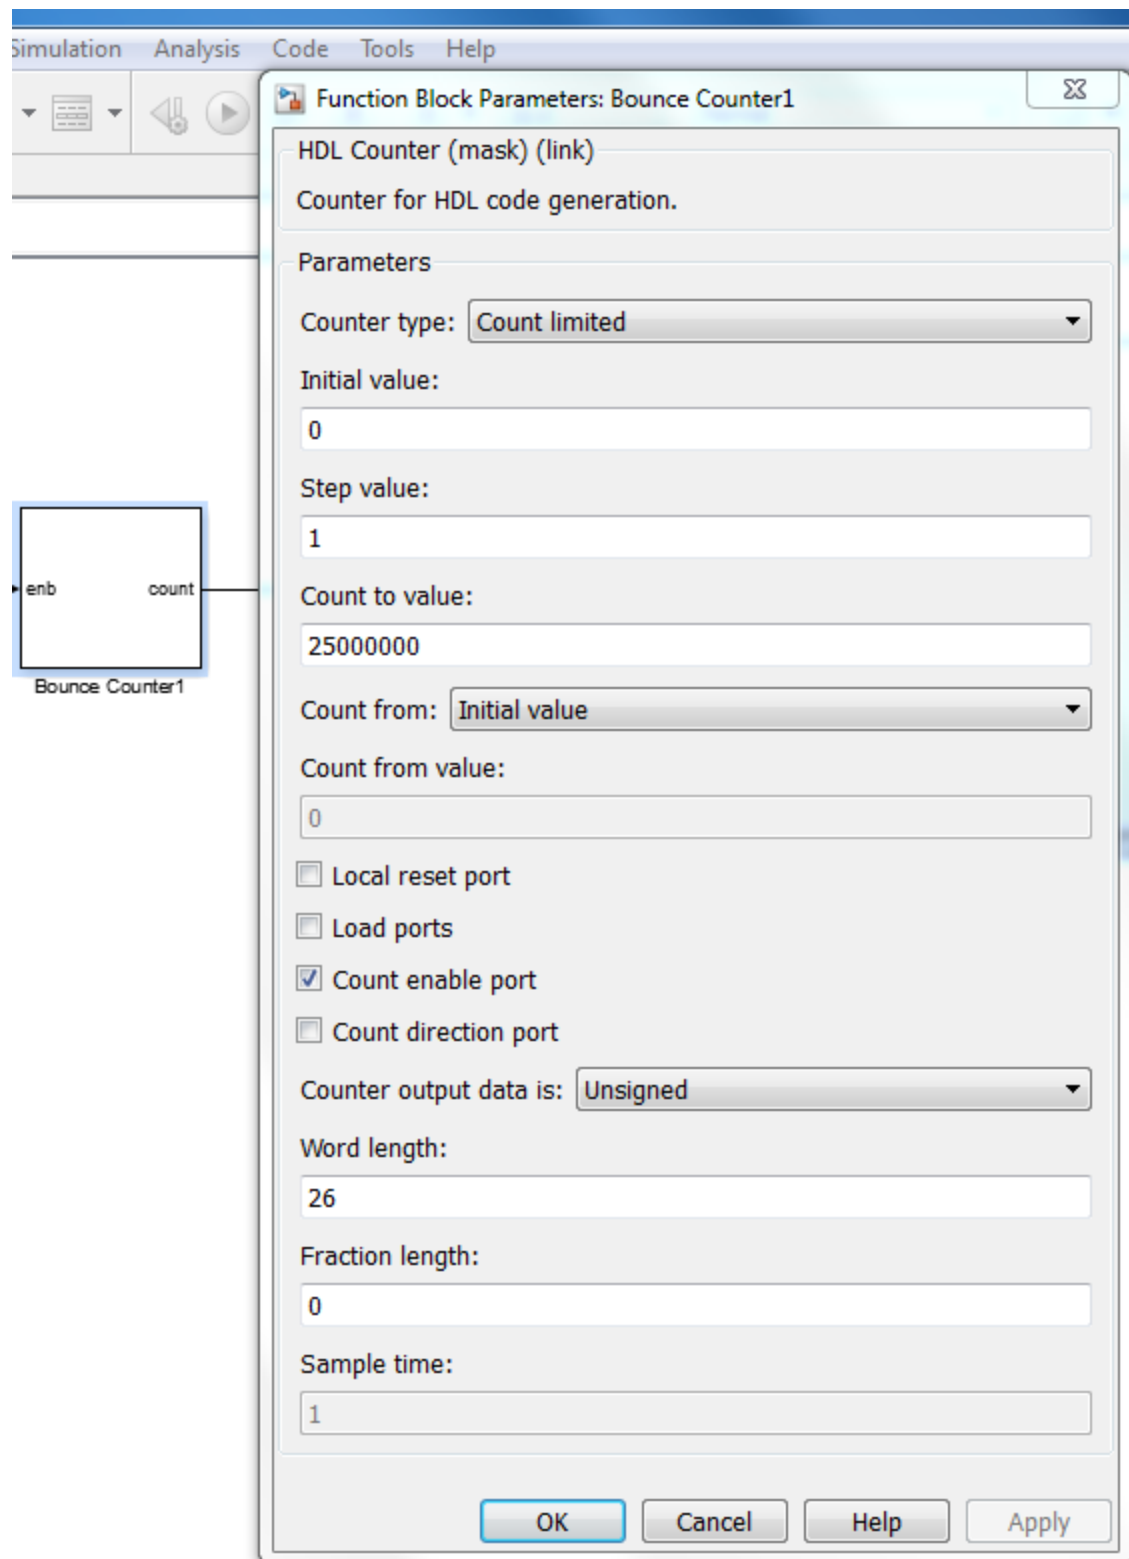 Simulation Analysis Code Tools Help
Function Block Parameters: Bounce Counter1
HDL Counter (mask) (link)
Counter for HDL code generation.
Parameters
Counter type: Count limited
Initial value:
0
Step value:
1
enb count
Bounce Counter1
Count to value:
25000000
Count from: Initial value
Count from value:
0
Local reset port
Load ports
Count enable port
Count direction port
Counter output data is: Unsigned
Word length:
26
Fraction length:
0
Sample time:
1
OK Cancel Help Apply